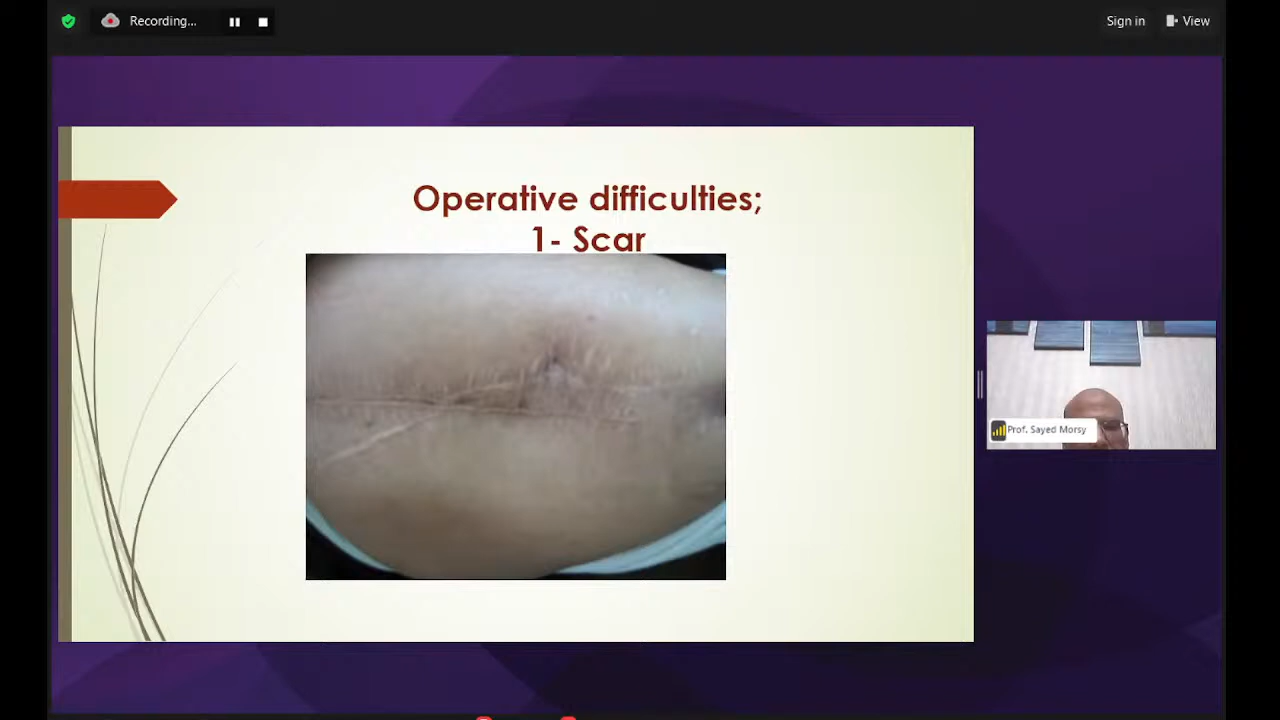 Recording...
Sign in
View
Operative difficulties;
1- Scar
Prof. Sayed Morsy